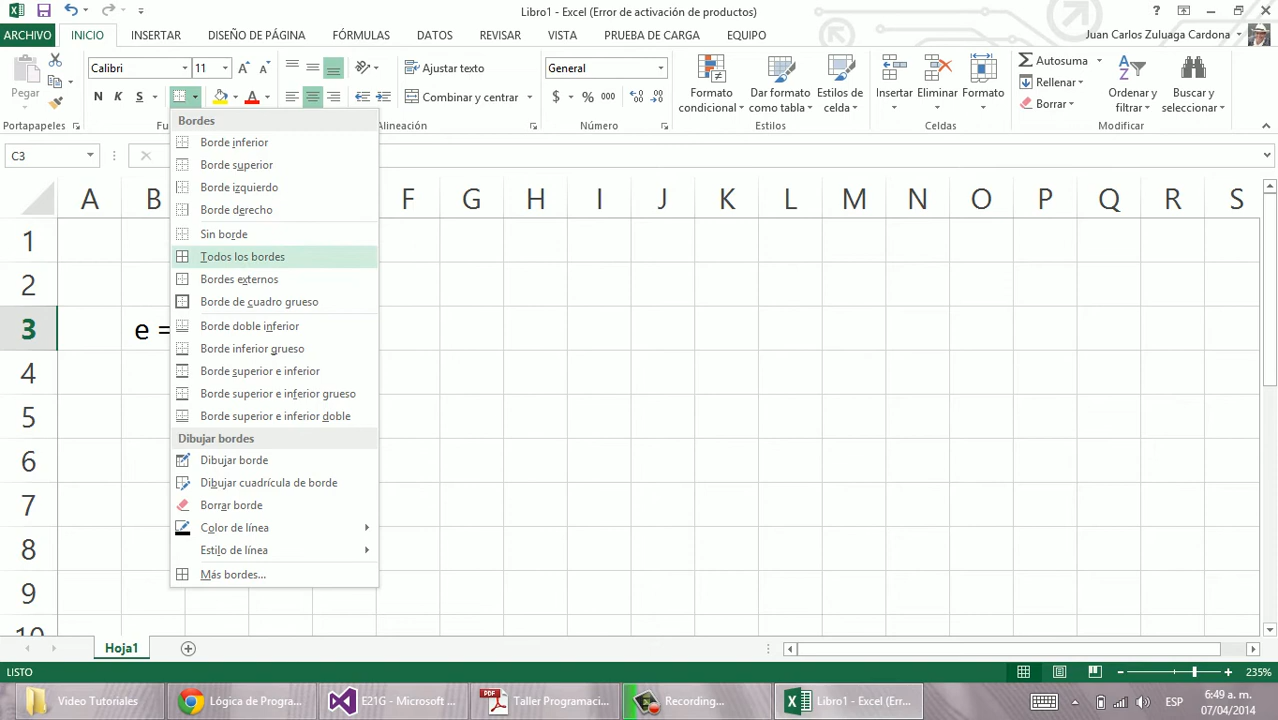 Libro1 - Excel (Error de activación de productos)
ARCHIVO INICIO INSERTAR DISEÑO DE PÁGINA FÓRMULAS DATOS REVISAR VISTA PRUEBA DE CARGA EQUIPO Juan Carlos Zuluaga Cardona
Pegar
Calibri 11
N K S
Ajustar texto
Combinar y centrar
General
$ % 000
Formato condicional
Dar formato como tabla
Estilos de celda
Insertar Eliminar Formato
Autosuma
Rellenar
Borrar
Ordenar y filtrar
Buscar y seleccionar
Portapapeles Fu Alineación Número Estilos Celdas Modificar
C3
Bordes
Borde inferior
Borde superior
Borde izquierdo
Borde derecho
Sin borde
Todos los bordes
Bordes externos
Borde de cuadro grueso
Borde doble inferior
Borde inferior grueso
Borde superior e inferior
Borde superior e inferior grueso
Borde superior e inferior doble
Dibujar bordes
Dibujar borde
Dibujar cuadrícula de borde
Borrar borde
Color de línea
Estilo de línea
Más bordes...
A B F G H I J K L M N O P Q R S
1
2
3 e =
4
5
6
7
8
9
10
Hoja1
LISTO 235%
Video Tutoriales Lógica de Programa... E21G - Microsoft ... Taller Programaci... Recording... Libro1 - Excel (Err... ESP 6:49 a. m.
07/04/2014